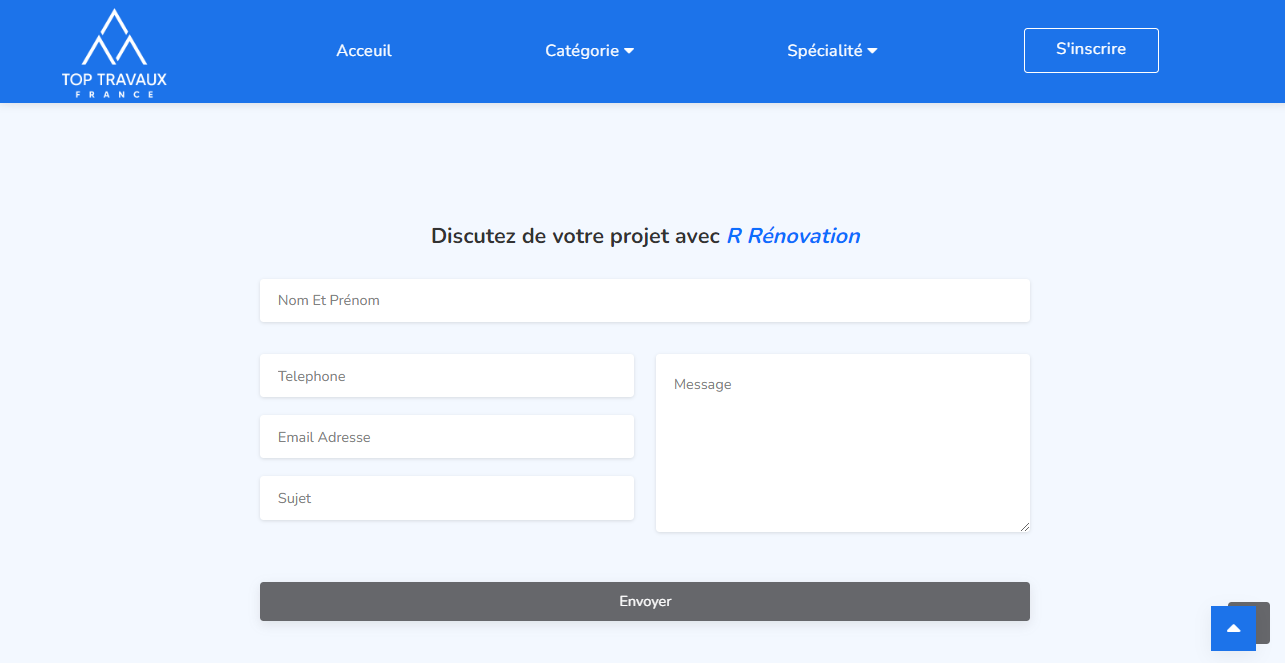 TOP TRAVAUX
FRANCE
Acceuil
Catégorie
Spécialité
S'inscrire
Discutez de votre projet avec R Rénovation
Nom Et Prénom
Telephone
Email Adresse
Sujet
Message
Envoyer